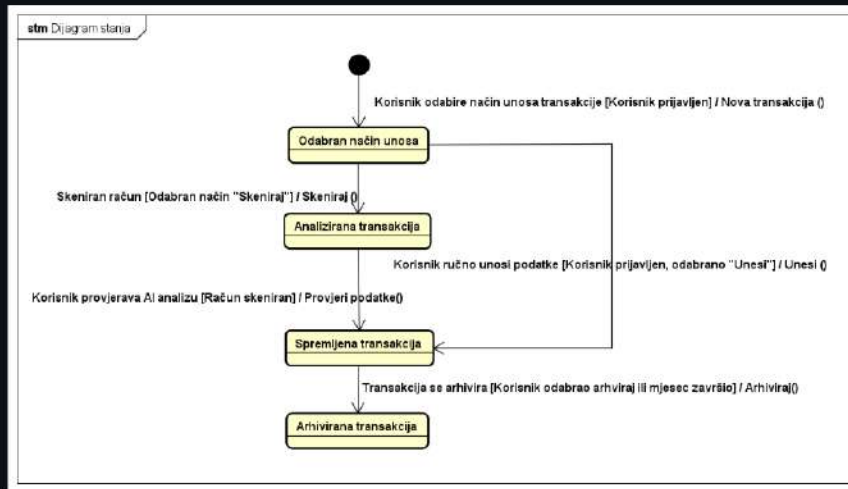 stm Dijagram stanja
Korisnik odabire način unosa transakcije [Korisnik prijavljen] / Nova transakcija ()
Odabran način unosa
Skeniran račun [Odabran način "Skeniraj"] / Skeniraj ()
Analizirana transakcija
Korisnik ručno unosi podatke [Korisnik prijavljen, odabrano "Unesi"] / Unesi ()
Korisnik provjerava AI analizu [Račun skeniran] / Provjeri podatke()
Spremljena transakcija
Transakcija se arhivira [Korisnik odabrao arhviraj ili mjesec završio] / Arhiviraj()
Arhivirana transakcija